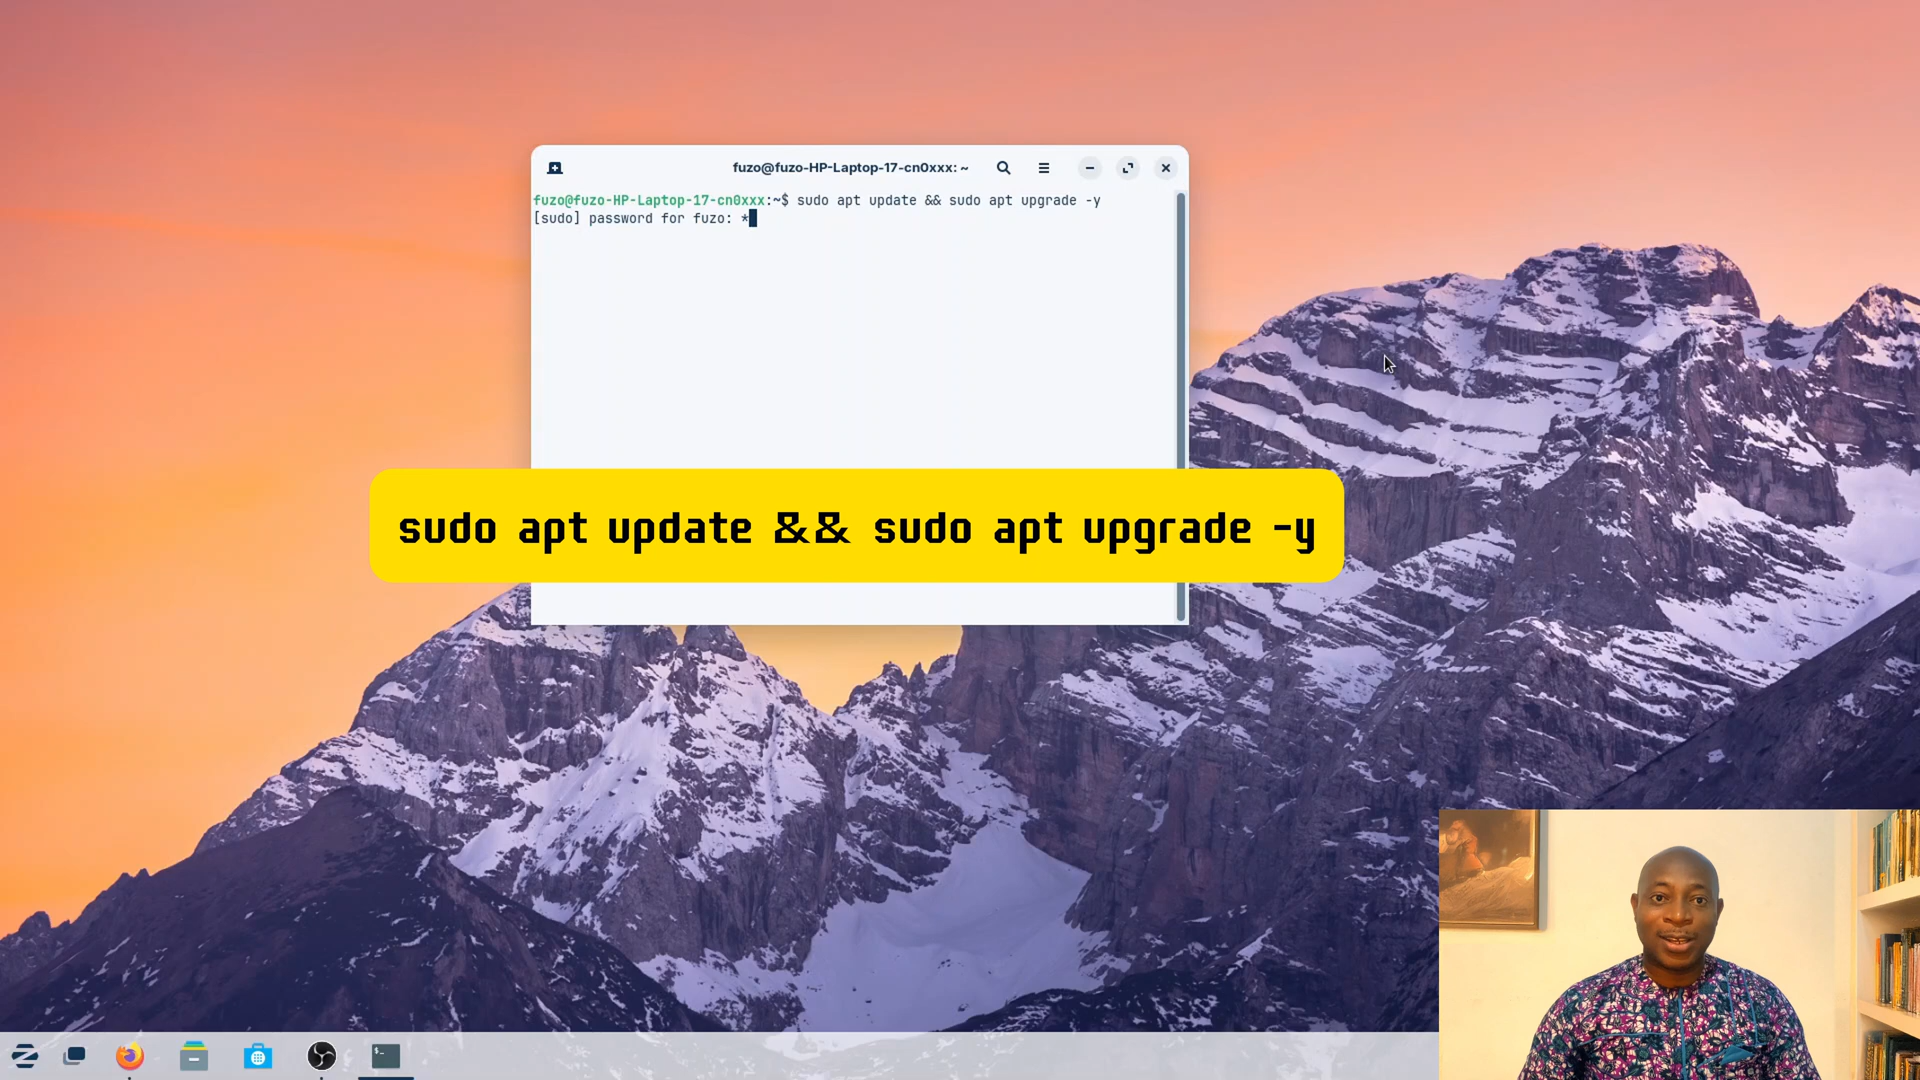 fuzo@fuzo-HP-Laptop-17-cn0xxx: ~
fuzo@fuzo-HP-Laptop-17-cn0xxx:~$ sudo apt update && sudo apt upgrade -y
[sudo] password for fuzo: *
sudo apt update && sudo apt upgrade -y